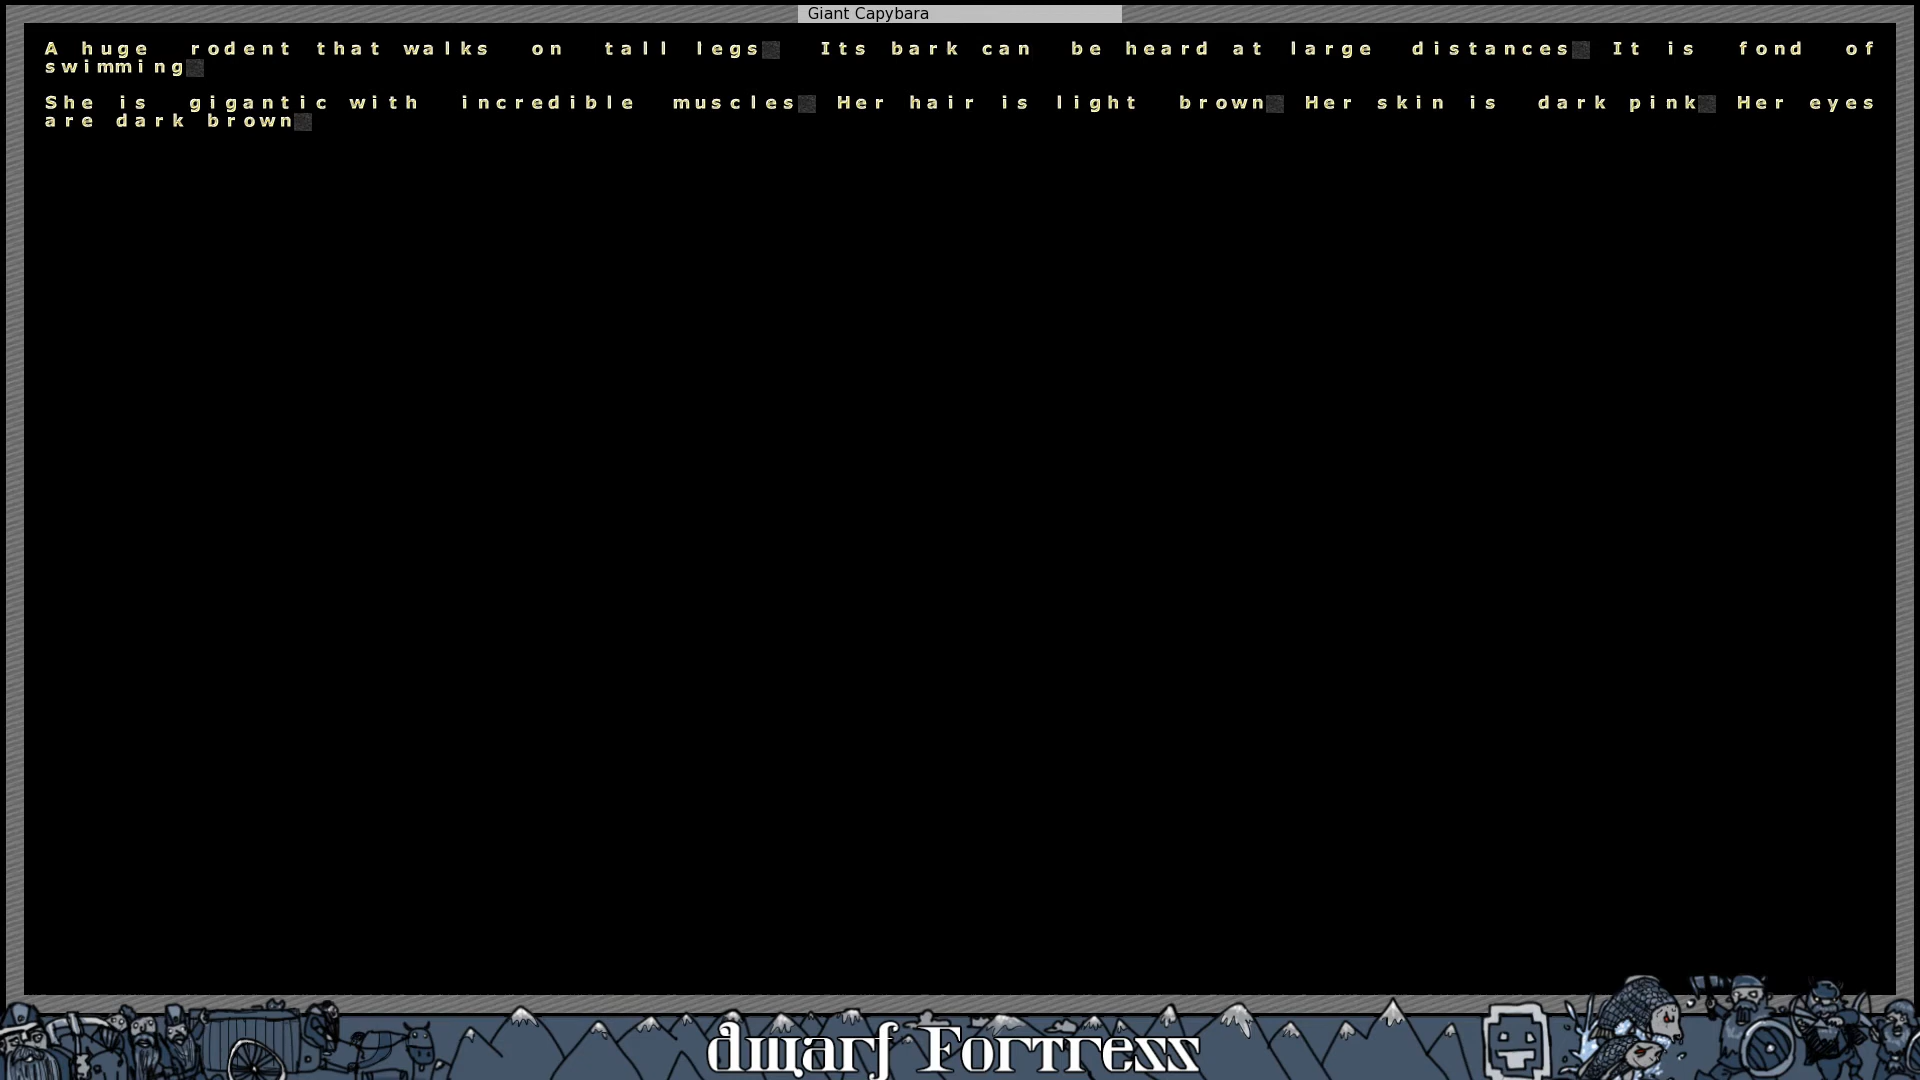 Giant Capybara
A huge rodent that walks on tall legs Its bark can be heard at large distances It is fond of
swimming
She is gigantic with incredible muscles Her hair is light brown Her skin is dark pink Her eyes
are dark brown
dwarf Fortress